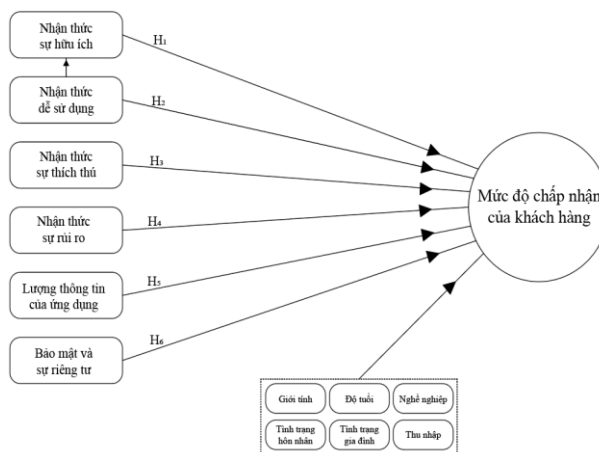 Nhận thức
sự hữu ích
H₁
Nhận thức
dễ sử dụng
H₂
Nhận thức
sự thích thú
H₃
Nhận thức
sự rủi ro
H₄
Lượng thông tin
của ứng dụng
H₅
Bảo mật và
sự riêng tư
H₆
Mức độ chấp nhận
của khách hàng
Giới tính
Độ tuổi
Nghề nghiệp
Tình trạng
hôn nhân
Tình trạng
gia đình
Thu nhập